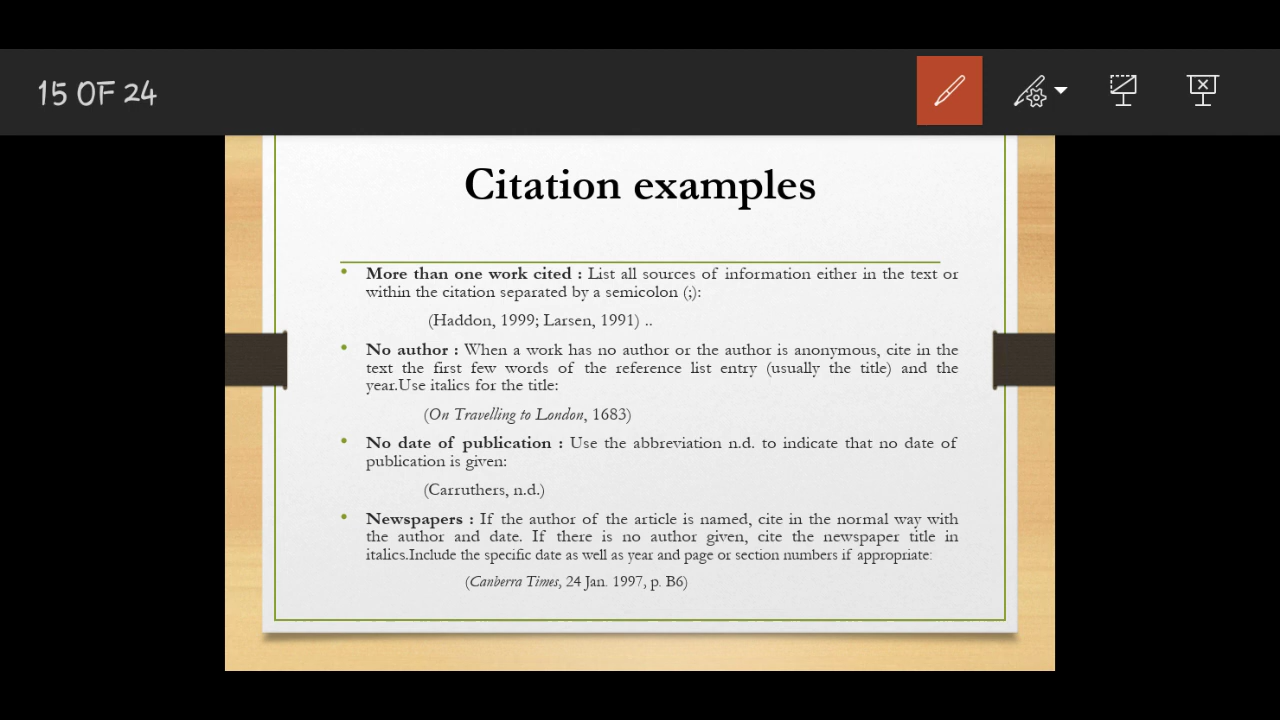 15 OF 24
Citation examples
• More than one work cited : List all sources of information either in the text or
within the citation separated by a semicolon (;):
(Haddon, 1999; Larsen, 1991) ..
• No author : When a work has no author or the author is anonymous, cite in the
text the first few words of the reference list entry (usually the title) and the
year.Use italics for the title:
(On Travelling to London, 1683)
• No date of publication : Use the abbreviation n.d. to indicate that no date of
publication is given:
(Carruthers, n.d.)
• Newspapers : If the author of the article is named, cite in the normal way with
the author and date. If there is no author given, cite the newspaper title in
italics.Include the specific date as well as year and page or section numbers if appropriate:
(Canberra Times, 24 Jan. 1997, p. B6)